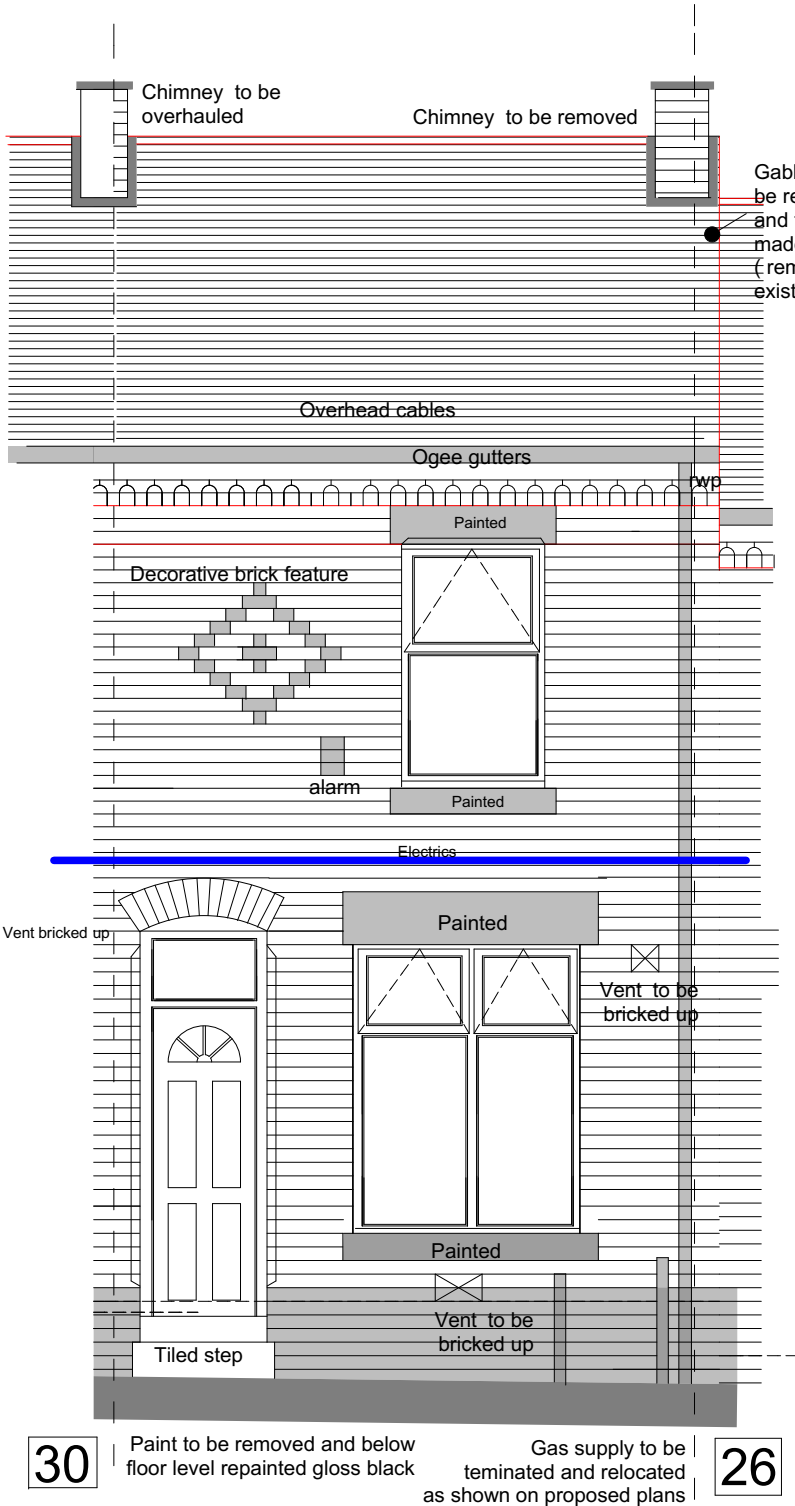 Chimney to be
overhauled
Chimney to be removed
be
and
exist
Overhead cables
Ogee gutters
rwp
Painted
Decorative brick feature
alarm
Painted
Electrics
Painted
Vent bricked up
Vent to be
bricked up
Painted
Vent to be
bricked up
Tiled step
30
Paint to be removed and below
floor level repainted gloss black
Gas supply to be
teminated and relocated
as shown on proposed plans
26